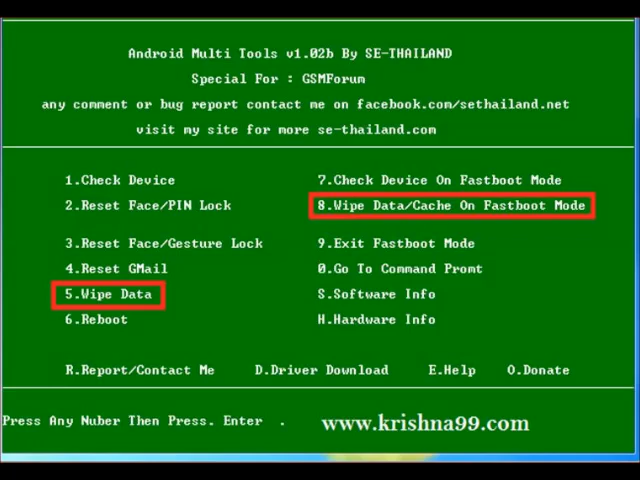 Android Multi Tools v1.02b By SE-THAILAND
Special For : GSMForum
any comment or bug report contact me on facebook.com/sethailand.net
visit my site for more se-thailand.com
1.Check Device 7.Check Device On Fastboot Mode
2.Reset Face/PIN Lock 8.Wipe Data/Cache On Fastboot Mode
3.Reset Face/Gesture Lock 9.Exit Fastboot Mode
4.Reset GMail 0.Go To Command Promt
5.Wipe Data S.Software Info
6.Reboot H.Hardware Info
R.Report/Contact Me D.Driver Download E.Help O.Donate
Press Any Nuber Then Press. Enter . www.krishna99.com